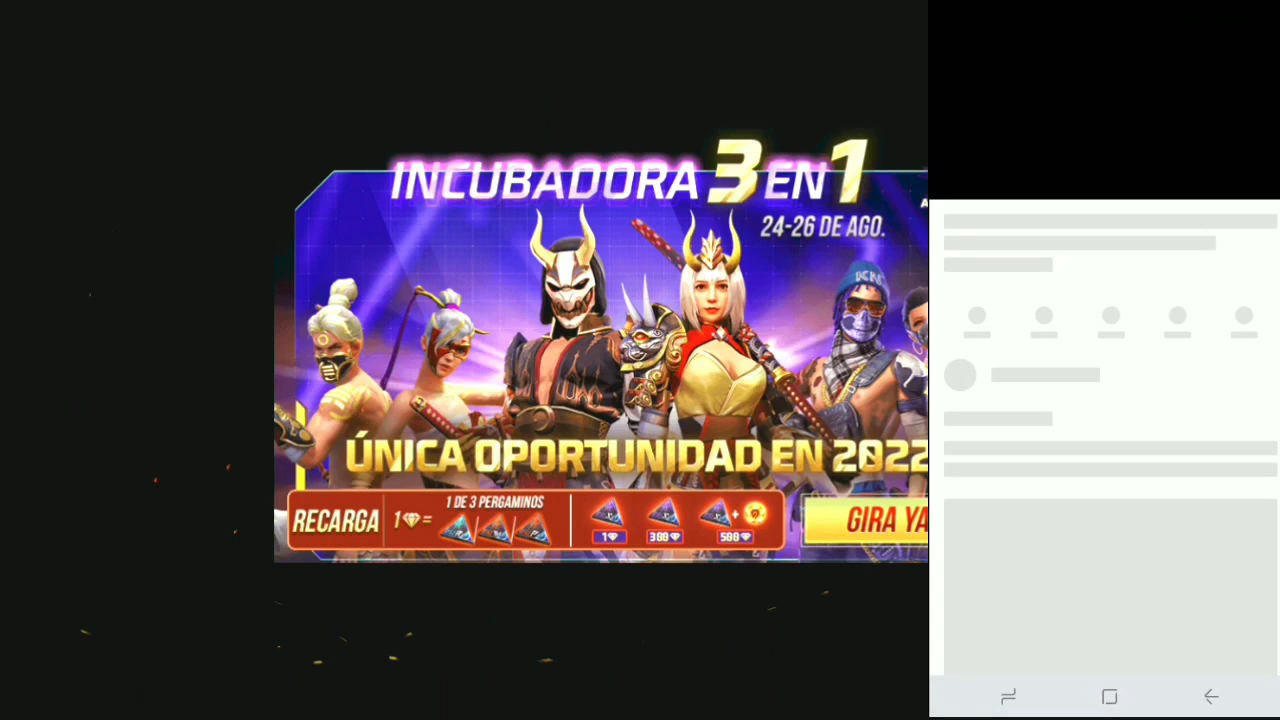 INCUBADORA 3 EN 1
24-26 DE AGO.
ÚNICA OPORTUNIDAD EN 2022
RECARGA
1 =
1 DE 3 PERGAMINOS
+
1
300
500
GIRA YA